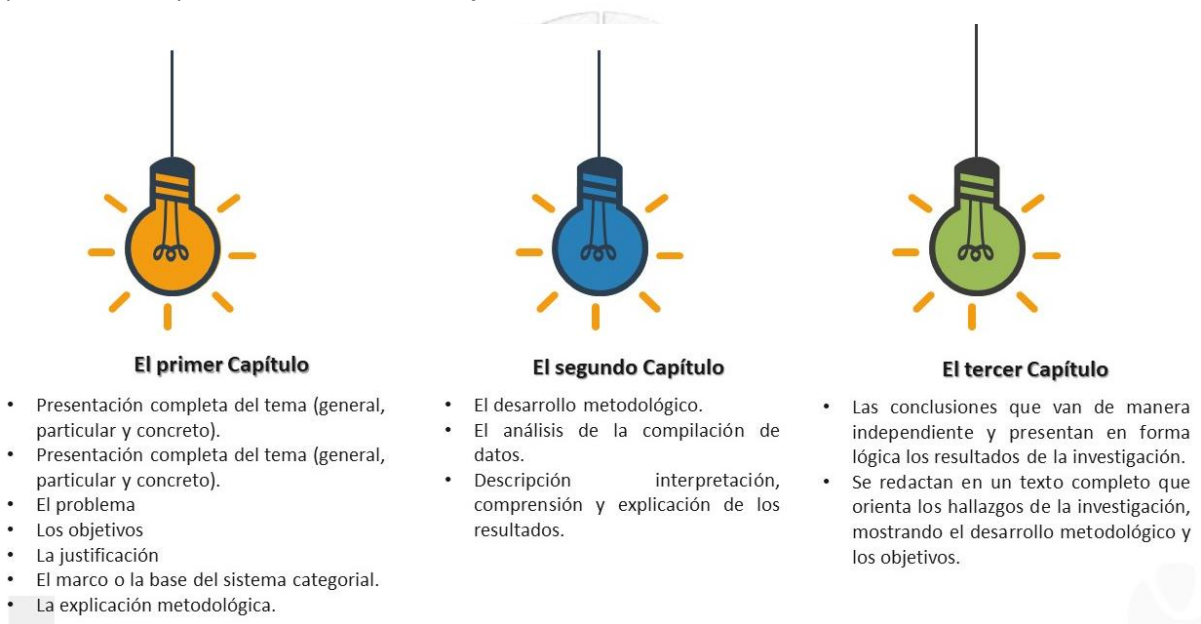 El primer Capítulo
• Presentación completa del tema (general,
particular y concreto).
• Presentación completa del tema (general,
particular y concreto).
• El problema
• Los objetivos
• La justificación
• El marco o la base del sistema categorial.
• La explicación metodológica.
El segundo Capítulo
• El desarrollo metodológico.
• El análisis de la compilación de
datos.
• Descripción interpretación,
comprensión y explicación de los
resultados.
El tercer Capítulo
• Las conclusiones que van de manera
independiente y presentan en forma
lógica los resultados de la investigación.
• Se redactan en un texto completo que
orienta los hallazgos de la investigación,
mostrando el desarrollo metodológico y
los objetivos.